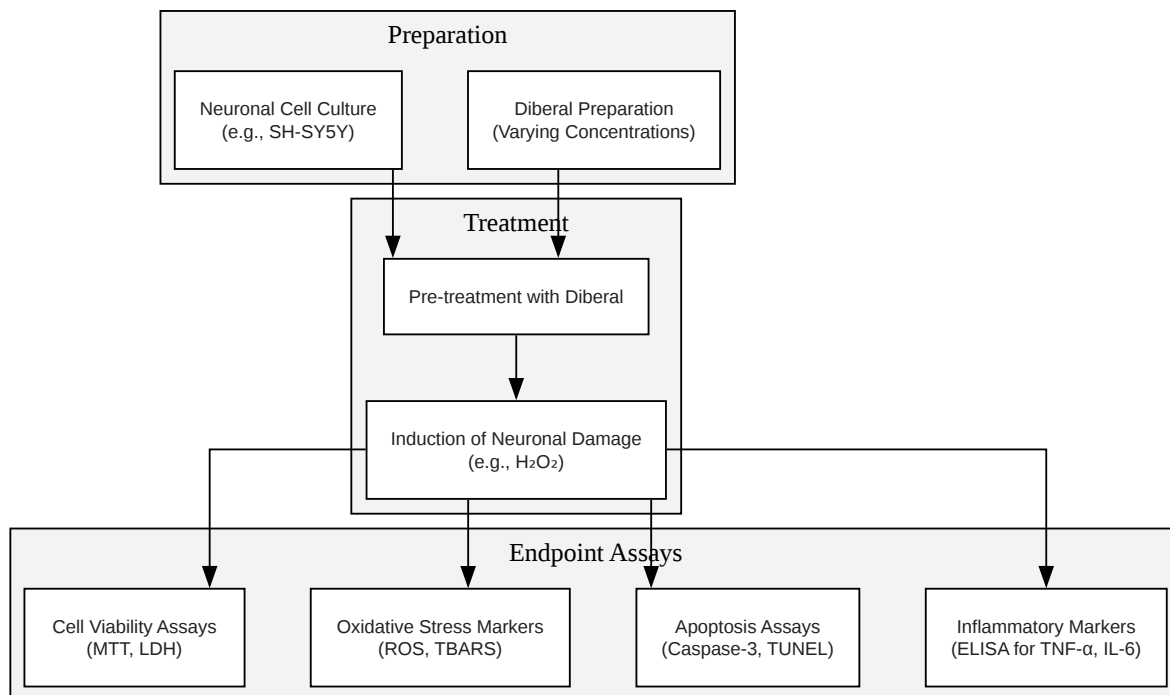 Preparation
Neuronal Cell Culture
(e.g., SH-SY5Y)
Diberal Preparation
(Varying Concentrations)
Treatment
Pre-treatment with Diberal
Induction of Neuronal Damage
(e.g., H₂O₂)
Endpoint Assays
Cell Viability Assays
(MTT, LDH)
Oxidative Stress Markers
(ROS, TBARS)
Apoptosis Assays
(Caspase-3, TUNEL)
Inflammatory Markers
(ELISA for TNF-α, IL-6)